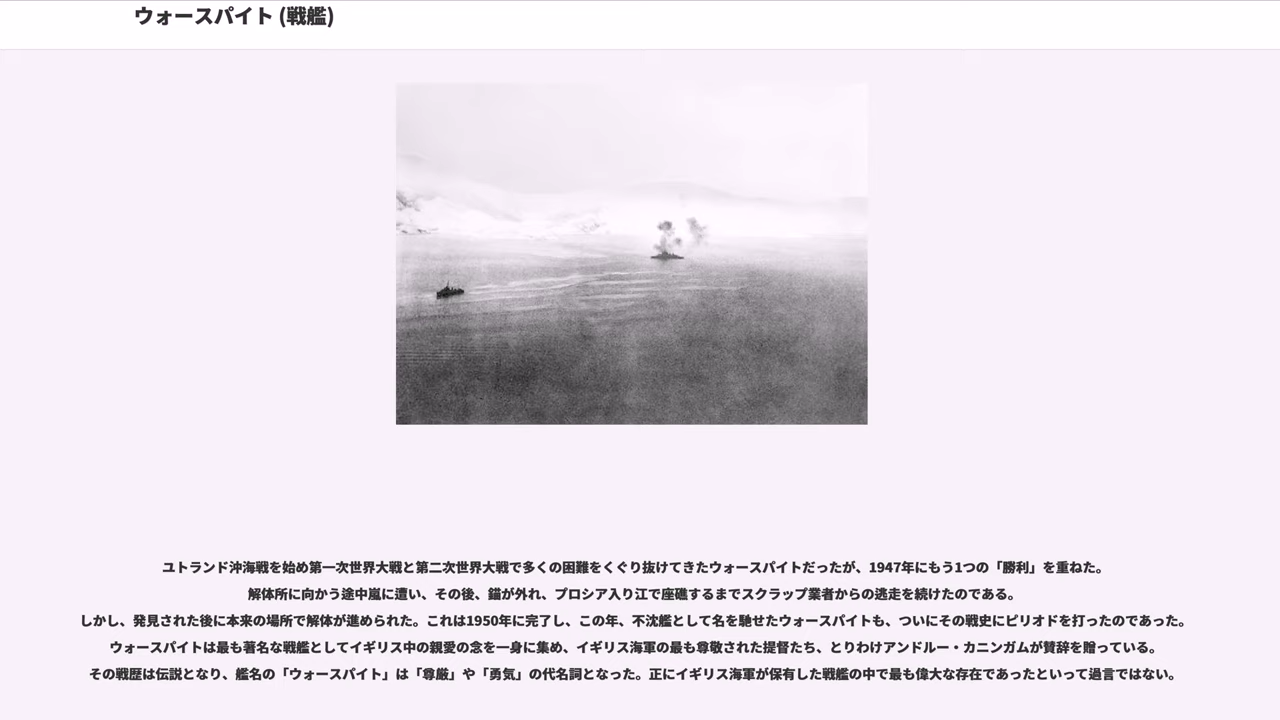 ウォースパイト (戦艦)
ユトランド沖海戦を始め第一次世界大戦と第二次世界大戦で多くの困難をくぐり抜けてきたウォースパイトだったが、1947年にもう1つの「勝利」を重ねた。
解体所に向かう途中嵐に遭い、その後、錨が外れ、プロシア入り江で座礁するまでスクラップ業者からの逃走を続けたのである。
しかし、発見された後に本来の場所で解体が進められた。これは1950年に完了し、この年、不沈艦として名を馳せたウォースパイトも、ついにその戦史にピリオドを打ったのであった。
ウォースパイトは最も著名な戦艦としてイギリス中の親愛の念を一身に集め、イギリス海軍の最も尊敬された提督たち、とりわけアンドルー・カニンガムが賛辞を贈っている。
その戦歴は伝説となり、艦名の「ウォースパイト」は「尊厳」や「勇気」の代名詞となった。正にイギリス海軍が保有した戦艦の中で最も偉大な存在であったといって過言ではない。